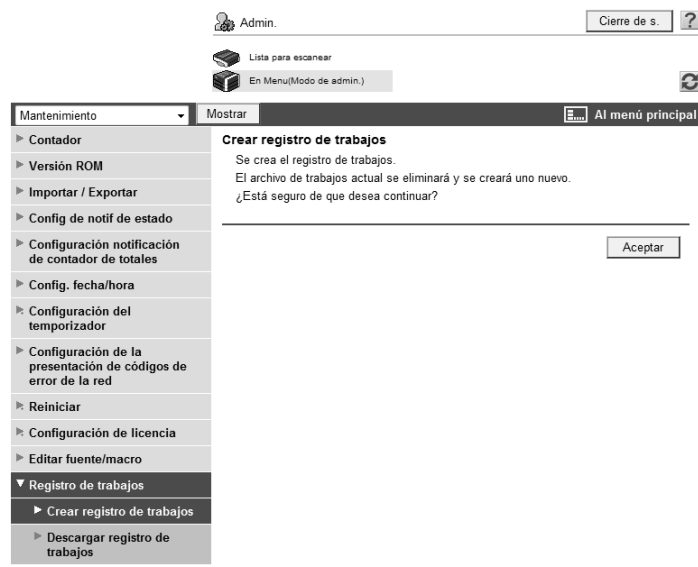 Admin.
Cierre de s.
?
Lista para escanear
En Menu(Modo de admin.)
Mantenimiento
Mostrar
Al menú principal
Contador
Versión ROM
Importar / Exportar
Config de notif de estado
Configuración notificación
de contador de totales
Config. fecha/hora
Configuración del
temporizador
Configuración de la
presentación de códigos de
error de la red
Reiniciar
Configuración de licencia
Editar fuente/macro
Registro de trabajos
Crear registro de trabajos
Descargar registro de
trabajos
Crear registro de trabajos
Se crea el registro de trabajos.
El archivo de trabajos actual se eliminará y se creará uno nuevo.
¿Está seguro de que desea continuar?
Aceptar